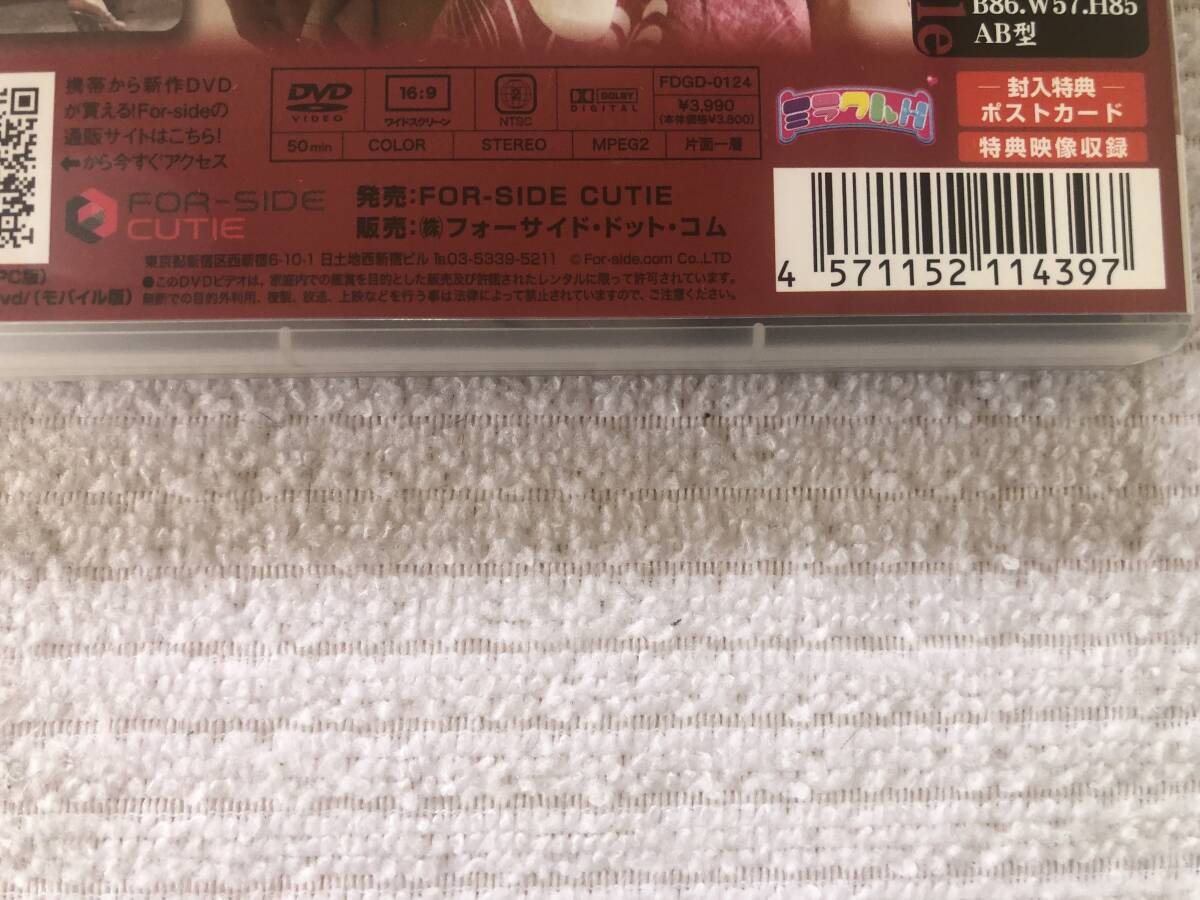 le
B86.W57.H85
AB型
携帯から新作DVD
が買える!For-sideの
通販サイトはこちら!
から今すぐアクセス
DVD
VIDEO
16:9
ワイドスクリーン
NTSC
DOLBY
DIGITAL
FDGD-0124
¥3,990
(本体価格¥3,800)
50min
COLOR
STEREO
MPEG2
片面一層
ミラクルH
封入特典
ポストカード
特典映像収録
FOR-SIDE
CUTIE
発売:FOR-SIDE CUTIE
販売:㈱フォーサイド・ドット・コム
東京都新宿区西新宿6-10-1 日土地西新宿ビル ℡03-5339-5211 ©For-side.com Co.,LTD
●このDVDビデオは、家庭内での鑑賞を目的とした販売及び許諾されたレンタルに限って許可されています。
無断での目的外利用、複製、放送、上映などを行う事は法律によって禁止されていますので、ご注意ください。
PC版)
vd/(モバイル版)
4 571152 114397